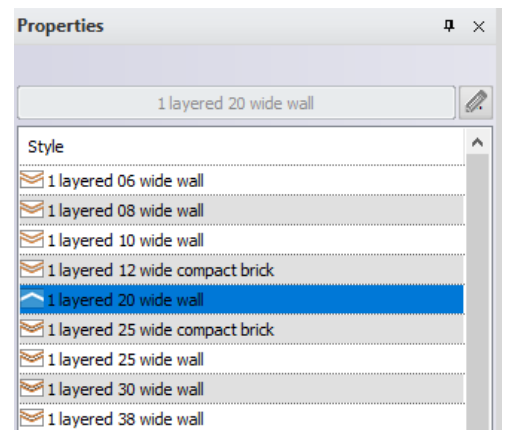 Properties
1 layered 20 wide wall
Style
1 layered 06 wide wall
1 layered 08 wide wall
1 layered 10 wide wall
1 layered 12 wide compact brick
1 layered 20 wide wall
1 layered 25 wide compact brick
1 layered 25 wide wall
1 layered 30 wide wall
1 layered 38 wide wall